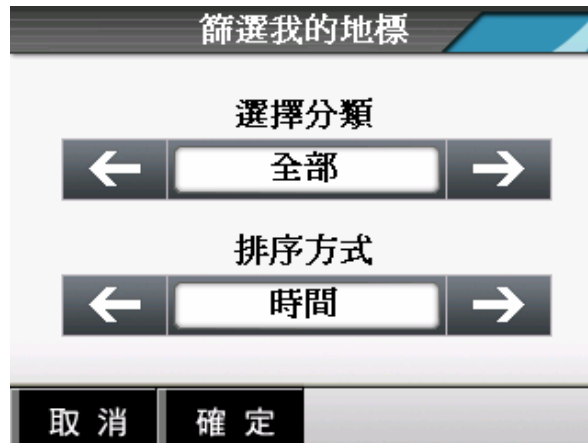 篩選我的地標
選擇分類
全部
排序方式
時間
取 消 確 定